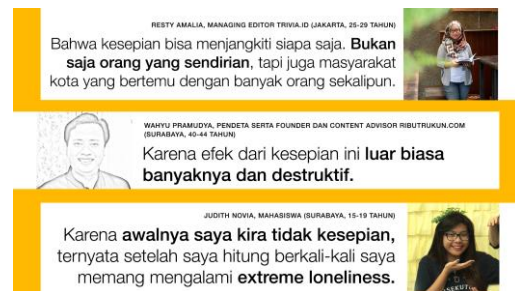 RESTY AMALIA, MANAGING EDITOR TRIVIA.ID (JAKARTA, 25-29 TAHUN)
Bahwa kesepian bisa menjangkiti siapa saja. Bukan
saja orang yang sendirian, tapi juga masyarakat
kota yang bertemu dengan banyak orang sekalipun.
WAHYU PRAMUDYA, PENDETA SERTA FOUNDER DAN CONTENT ADVISOR RIBUTRUKUN.COM
(SURABAYA, 40-44 TAHUN)
Karena efek dari kesepian ini luar biasa
banyaknya dan destruktif.
JUDITH NOVIA, MAHASISWA (SURABAYA, 15-19 TAHUN)
Karena awalnya saya kira tidak kesepian,
ternyata setelah saya hitung berkali-kali saya
memang mengalami extreme loneliness.